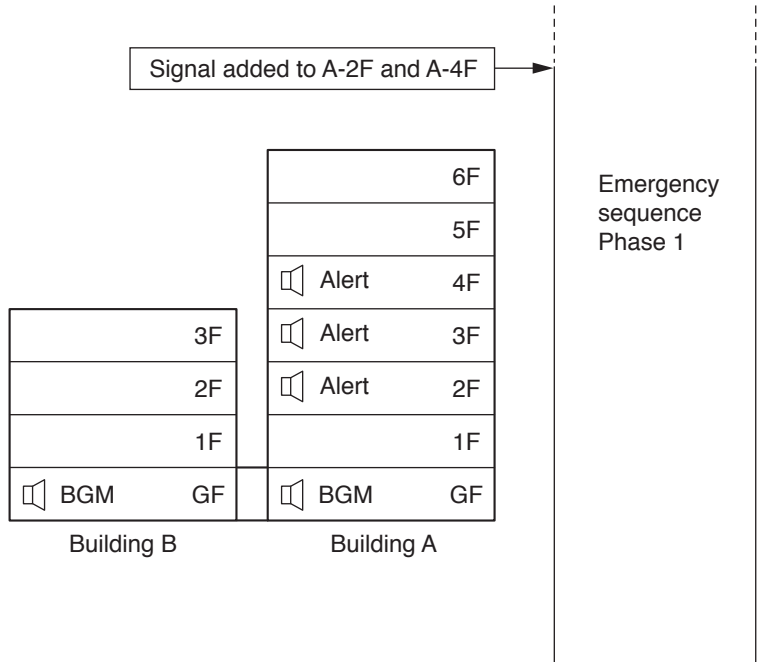 Signal added to A-2F and A-4F
Emergency
sequence
Phase 1
6F
5F
Alert 4F
3F Alert 3F
2F Alert 2F
1F 1F
BGM GF BGM GF
Building B Building A